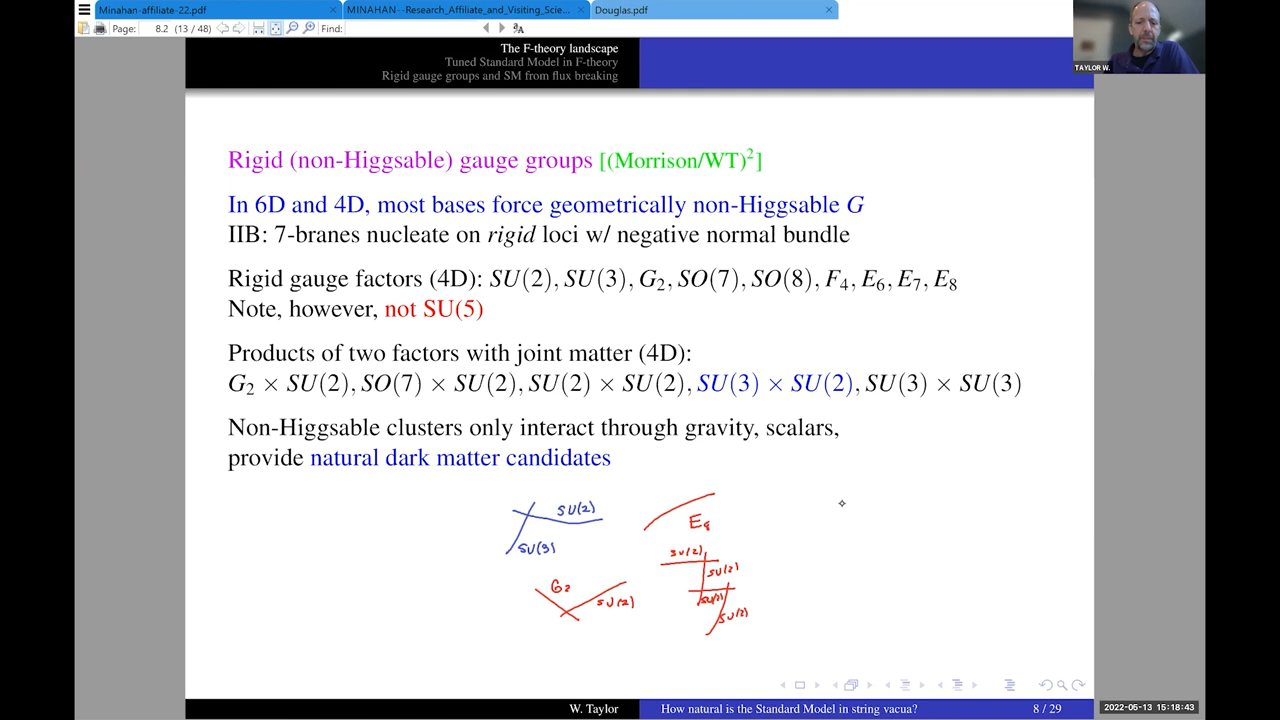 Minahan-affiliate-22.pdf
MINAHAN--Research_Affiliate_and_Visiting_Scie...
Douglas.pdf
Page: 8.2 (13 / 48) Find:
TAYLOR W.
The F-theory landscape
Tuned Standard Model in F-theory
Rigid gauge groups and SM from flux breaking
Rigid (non-Higgsable) gauge groups [(Morrison/WT)²]
In 6D and 4D, most bases force geometrically non-Higgsable G
IIB: 7-branes nucleate on rigid loci w/ negative normal bundle
Rigid gauge factors (4D): SU(2), SU(3), G₂, SO(7), SO(8), F₄, E₆, E₇, E₈
Note, however, not SU(5)
Products of two factors with joint matter (4D):
G₂ × SU(2), SO(7) × SU(2), SU(2) × SU(2), SU(3) × SU(2), SU(3) × SU(3)
Non-Higgsable clusters only interact through gravity, scalars,
provide natural dark matter candidates
SU(2)
SU(3)
E₈
SU(2)
SU(2)
SU(2)
SU(2)
G₂
SU(2)
W. Taylor
How natural is the Standard Model in string vacua?
8 / 29
2022-05-13 15:18:43